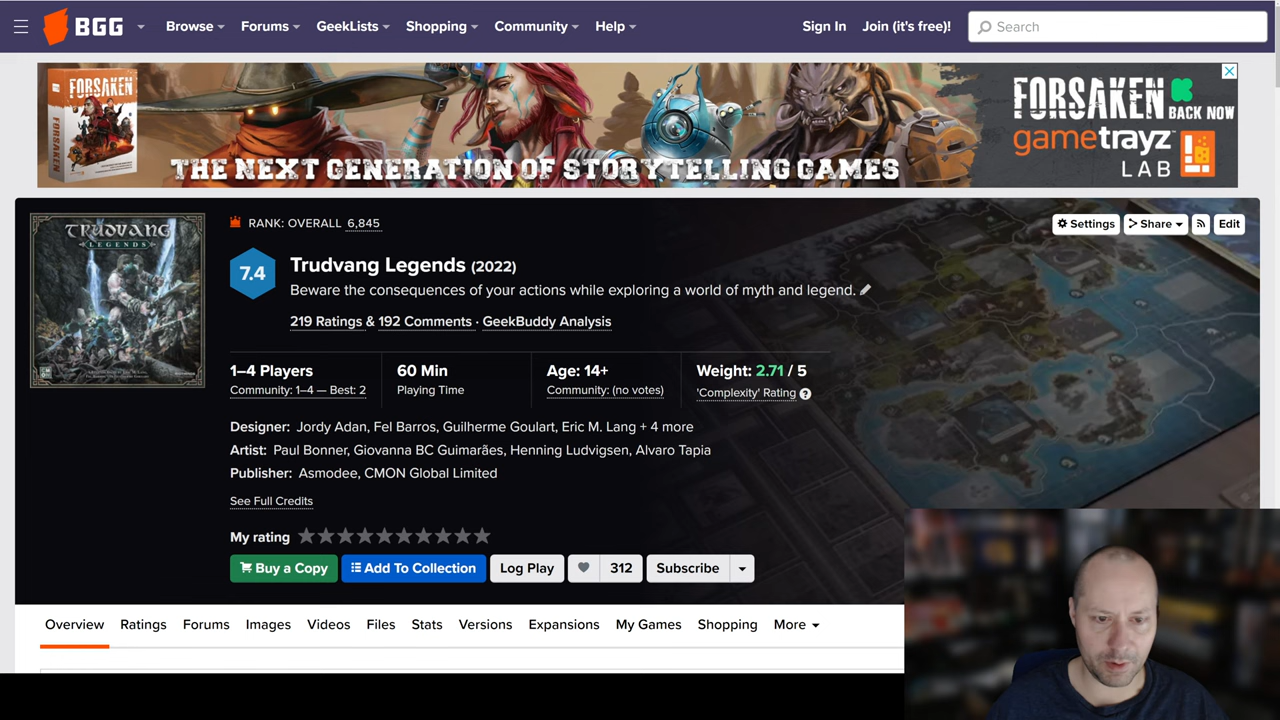 BGG Browse Forums GeekLists Shopping Community Help Sign In Join (it's free)! Search
FORSAKEN
THE NEXT GENERATION OF STORYTELLING GAMES
FORSAKEN BACK NOW
gametrayz
LAB
TRUDVANG
LEGENDS
RANK: OVERALL 6,845
Settings Share Edit
7.4
Trudvang Legends (2022)
Beware the consequences of your actions while exploring a world of myth and legend.
219 Ratings & 192 Comments · GeekBuddy Analysis
1–4 Players 60 Min Age: 14+ Weight: 2.71 / 5
Community: 1–4 — Best: 2 Playing Time Community: (no votes) 'Complexity' Rating ?
Designer: Jordy Adan, Fel Barros, Guilherme Goulart, Eric M. Lang + 4 more
Artist: Paul Bonner, Giovanna BC Guimarães, Henning Ludvigsen, Alvaro Tapia
Publisher: Asmodee, CMON Global Limited
See Full Credits
My rating
Buy a Copy Add To Collection Log Play 312 Subscribe
Overview Ratings Forums Images Videos Files Stats Versions Expansions My Games Shopping More